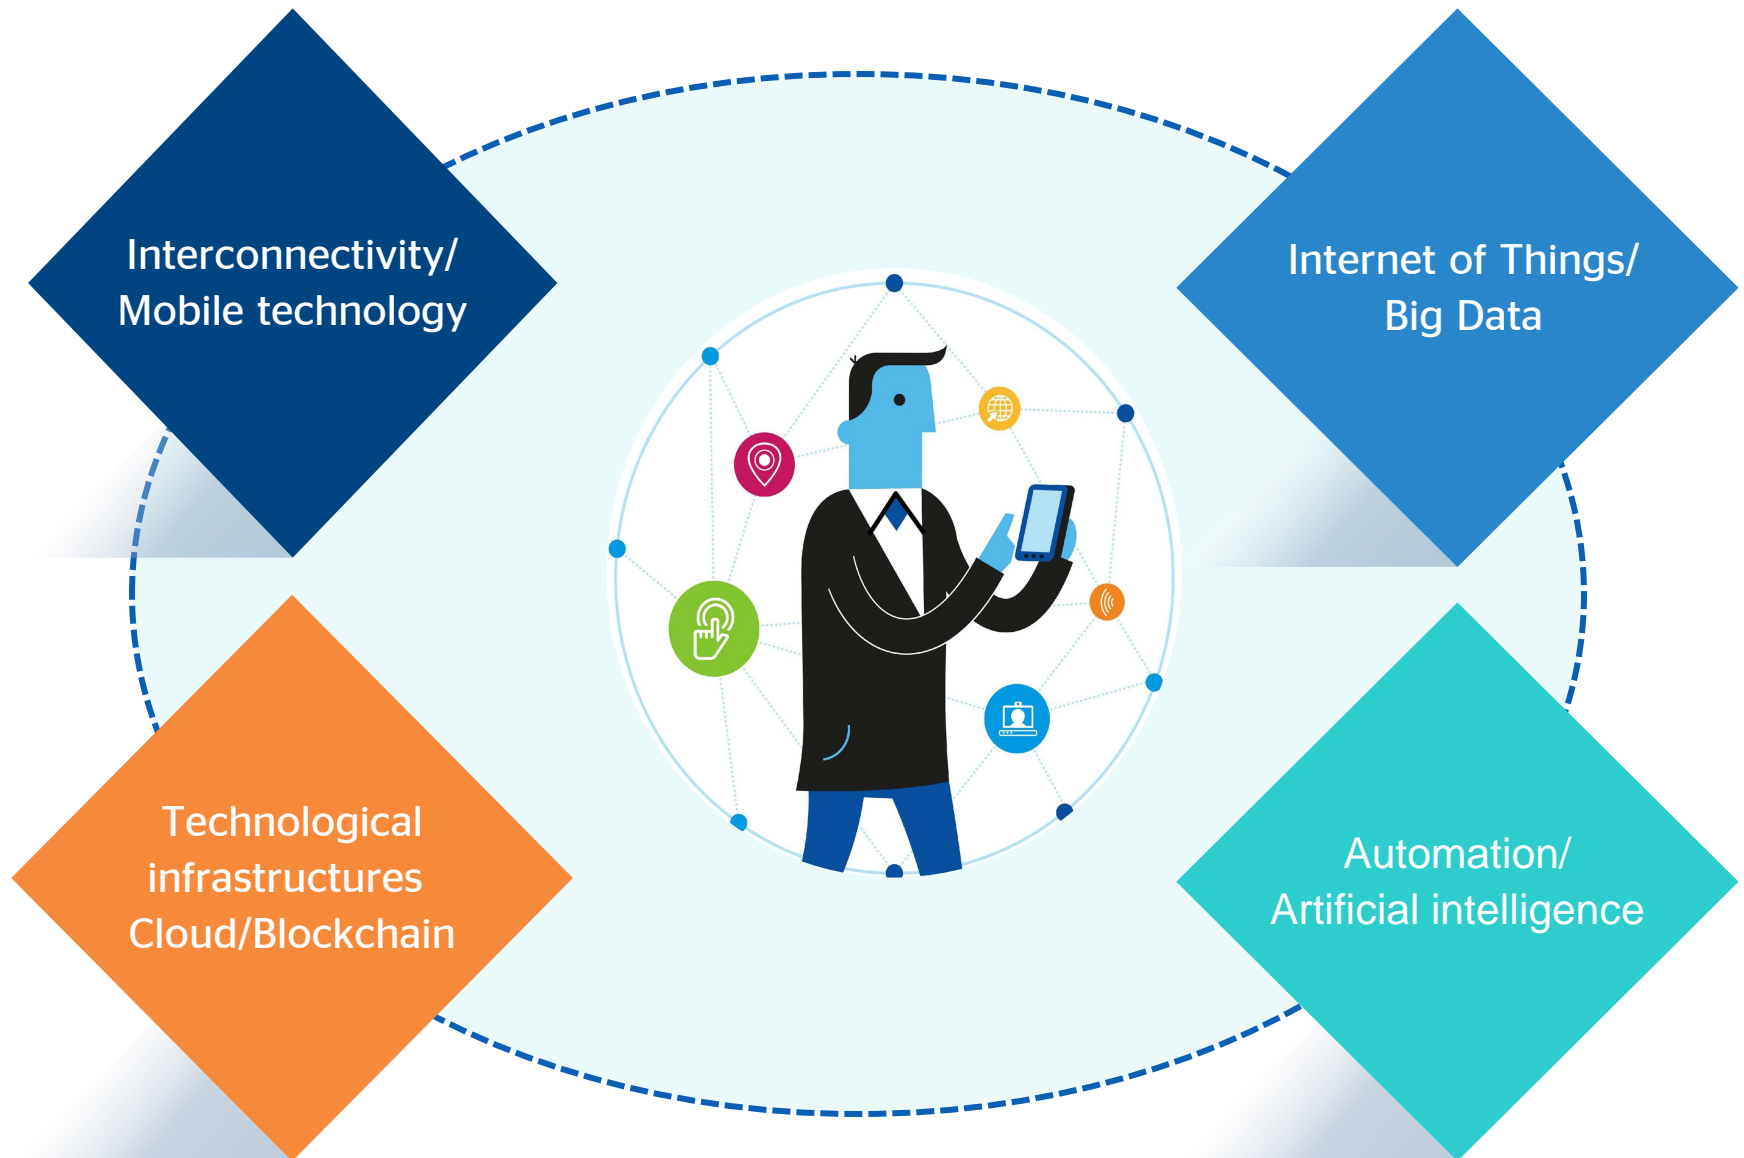 Interconnectivity/
Mobile technology
Internet of Things/
Big Data
Technological
infrastructures
Cloud/Blockchain
Automation/
Artificial intelligence